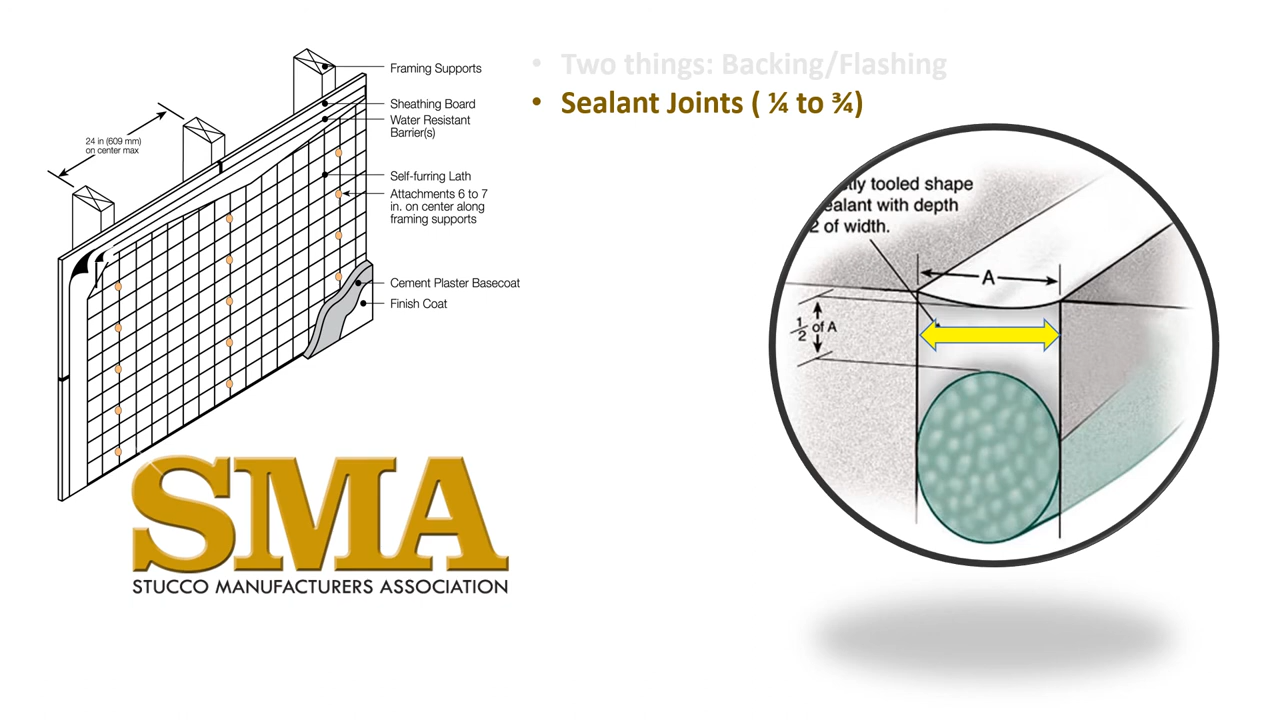 Framing Supports
Sheathing Board
Water Resistant
Barrier(s)
24 in (609 mm)
on center max
Self-furring Lath
Attachments 6 to 7
in. on center along
framing supports
Cement Plaster Basecoat
Finish Coat
SMA
STUCCO MANUFACTURERS ASSOCIATION
• Two things: Backing/Flashing
• Sealant Joints ( ¼ to ¾)
tooled shape
with depth
of width.
A
½ of A